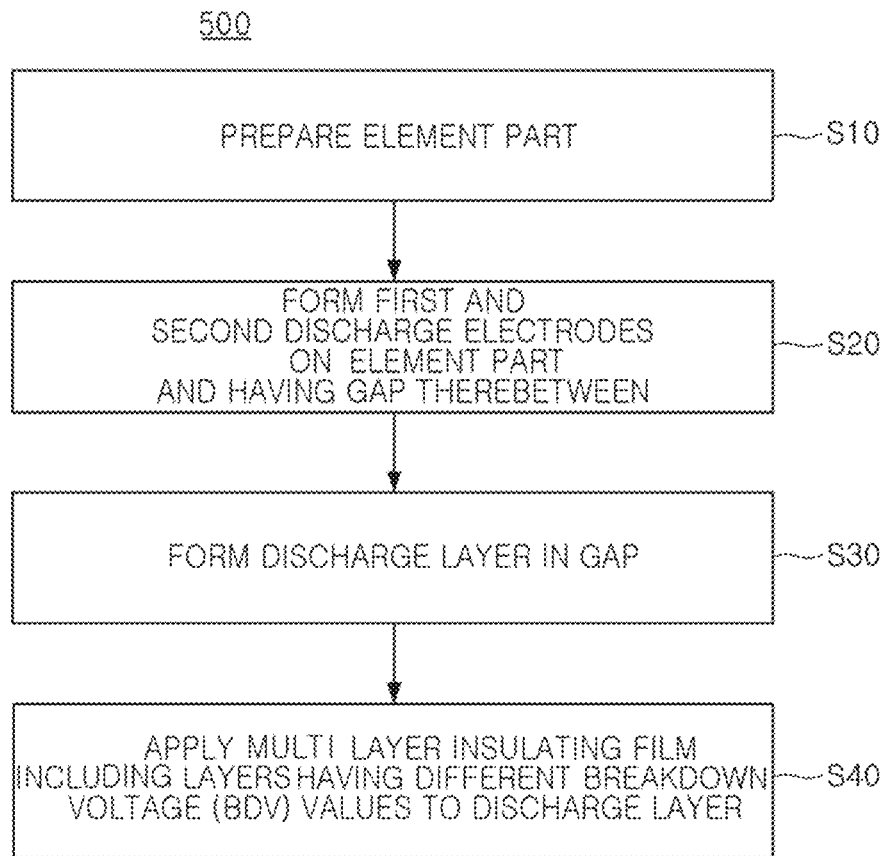 500
PREPARE ELEMENT PART
S10
FORM FIRST AND
SECOND DISCHARGE ELECTRODES
ON ELEMENT PART
AND HAVING GAP THEREBETWEEN
S20
FORM DISCHARGE LAYER IN GAP
S30
APPLY MULTI LAYER INSULATING FILM
INCLUDING LAYERS HAVING DIFFERENT BREAKDOWN
VOLTAGE (BDV) VALUES TO DISCHARGE LAYER
S40